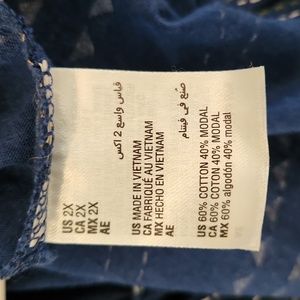 US 2X
CA 2X
MX 2X
AE
قياس واسع 2 اكس
US MADE IN VIETNAM
CA FABRIQUÉ AU VIETNAM
MX HECHO EN VIETNAM
AE
صنع في فيتنام
US 60% COTTON 40% MODAL
CA 60% COTON 40% MODAL
MX 60% algodón 40% modal